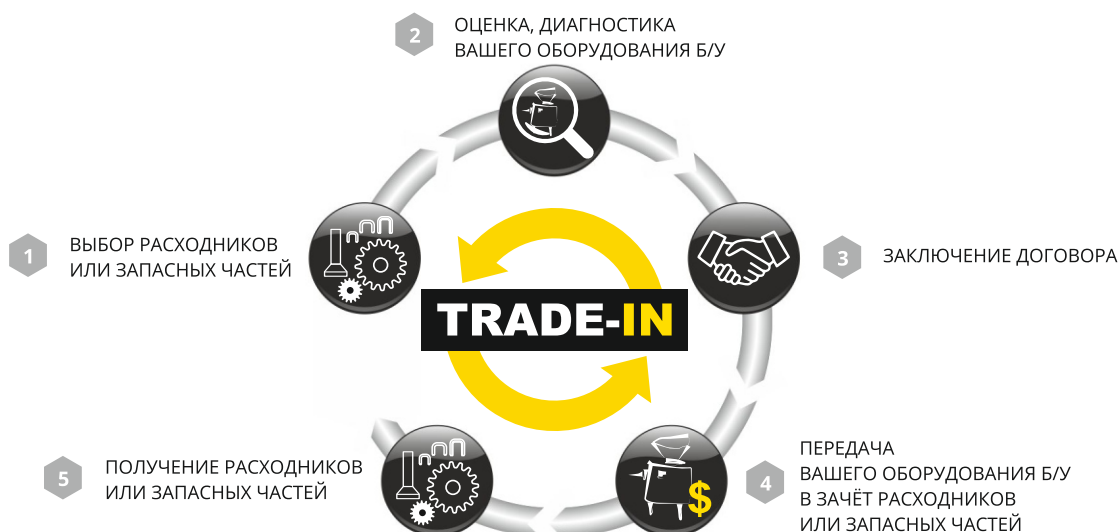 2
ОЦЕНКА, ДИАГНОСТИКА
ВАШЕГО ОБОРУДОВАНИЯ Б/У
1
ВЫБОР РАСХОДНИКОВ
ИЛИ ЗАПАСНЫХ ЧАСТЕЙ
3
ЗАКЛЮЧЕНИЕ ДОГОВОРА
TRADE-IN
5
ПОЛУЧЕНИЕ РАСХОДНИКОВ
ИЛИ ЗАПАСНЫХ ЧАСТЕЙ
$
4
ПЕРЕДАЧА
ВАШЕГО ОБОРУДОВАНИЯ Б/У
В ЗАЧЁТ РАСХОДНИКОВ
ИЛИ ЗАПАСНЫХ ЧАСТЕЙ